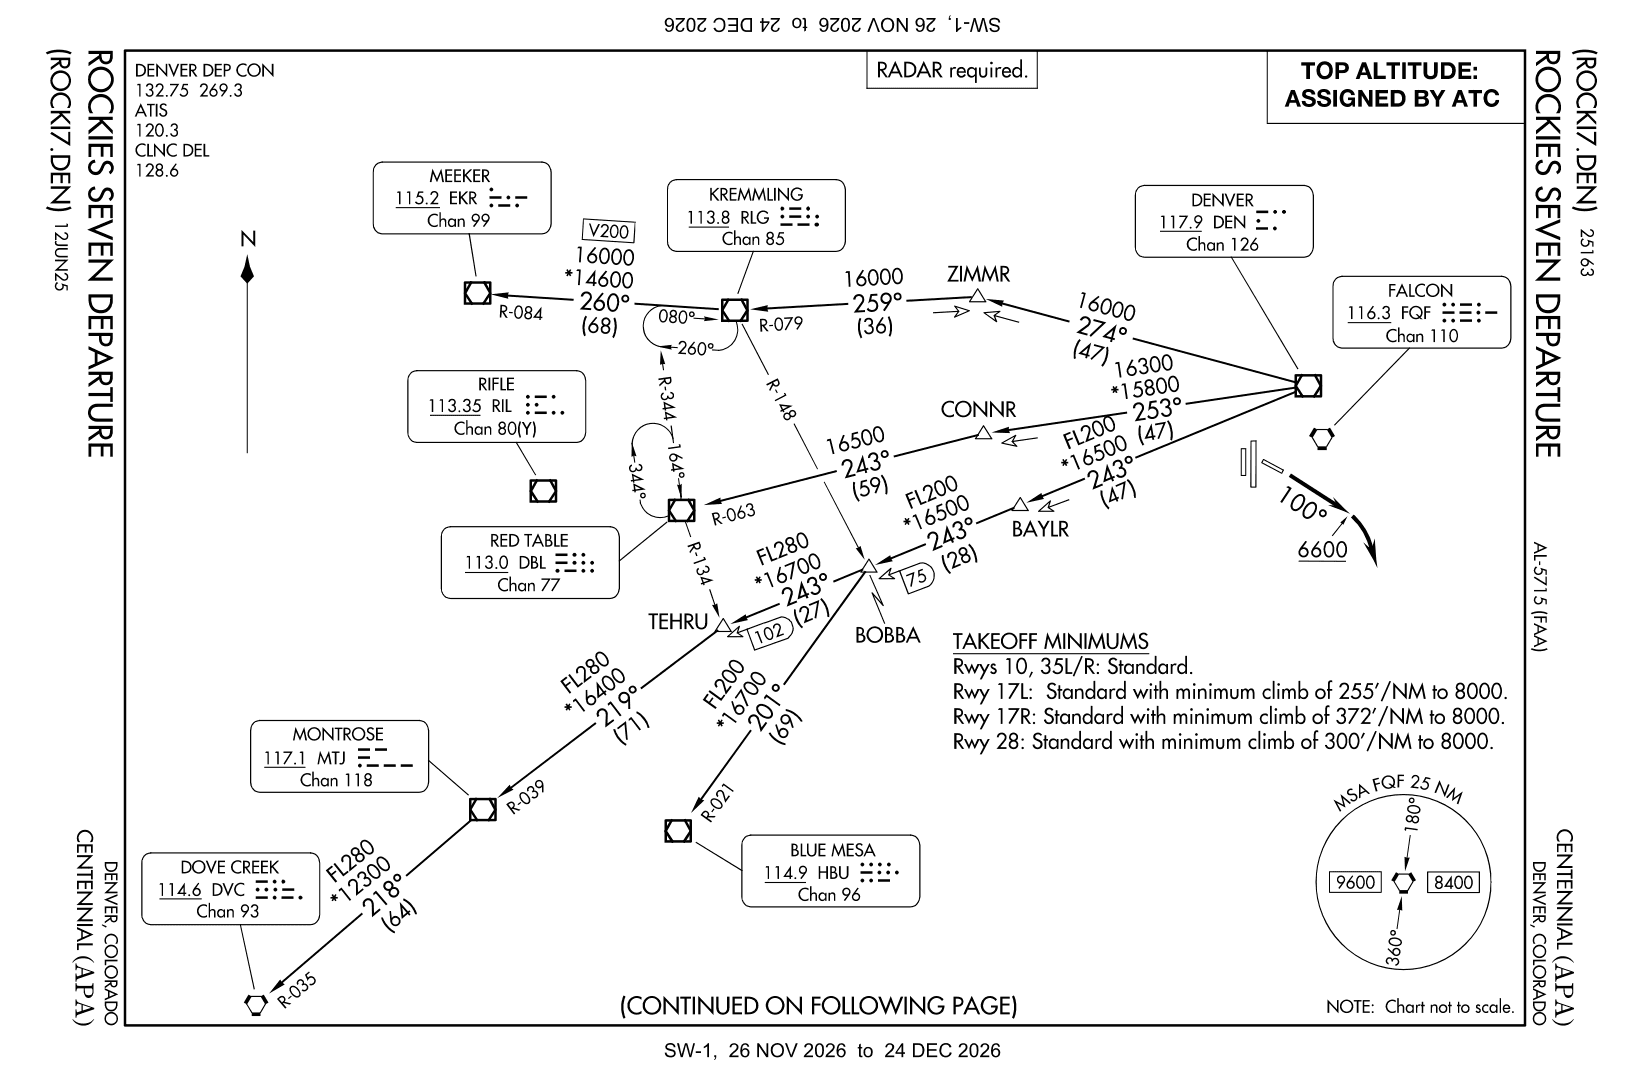 SW-1, 26 NOV 2026 to 24 DEC 2026
(ROCKI7.DEN) 12JUN25
ROCKIES SEVEN DEPARTURE
CENTENNIAL (APA)
DENVER, COLORADO
DENVER DEP CON
132.75 269.3
ATIS
120.3
CLNC DEL
128.6
RADAR required.
TOP ALTITUDE:
ASSIGNED BY ATC
(ROCKI7.DEN) 25163
ROCKIES SEVEN DEPARTURE
AL-5715 (FAA)
CENTENNIAL (APA)
DENVER, COLORADO
N
MEEKER
115.2 EKR
Chan 99
KREMMLING
113.8 RLG
Chan 85
DENVER
117.9 DEN
Chan 126
FALCON
116.3 FQF
Chan 110
V200
16000
*14600
260°
(68)
R-084
080°
260°
R-079
16000
259°
(36)
ZIMMR
16000
274°
(47)
16300
*15800
253°
(47)
CONNR
16500
243°
(59)
R-063
FL200
*16500
243°
(47)
BAYLR
FL200
*16500
243°
(28)
75
BOBBA
R-148
R-344
164°
344°
RIFLE
113.35 RIL
Chan 80(Y)
RED TABLE
113.0 DBL
Chan 77
R-134
FL280
*16700
243°
(27)
TEHRU
102
100°
6600
FL280
*16400
219°
(71)
R-039
FL200
*16700
201°
(69)
R-021
MONTROSE
117.1 MTJ
Chan 118
BLUE MESA
114.9 HBU
Chan 96
DOVE CREEK
114.6 DVC
Chan 93
FL280
*12300
218°
(64)
R-035
TAKEOFF MINIMUMS
Rwys 10, 35L/R: Standard.
Rwy 17L: Standard with minimum climb of 255'/NM to 8000.
Rwy 17R: Standard with minimum climb of 372'/NM to 8000.
Rwy 28: Standard with minimum climb of 300'/NM to 8000.
MSA FQF 25 NM
180°
9600
8400
360°
(CONTINUED ON FOLLOWING PAGE)
NOTE: Chart not to scale.
SW-1, 26 NOV 2026 to 24 DEC 2026